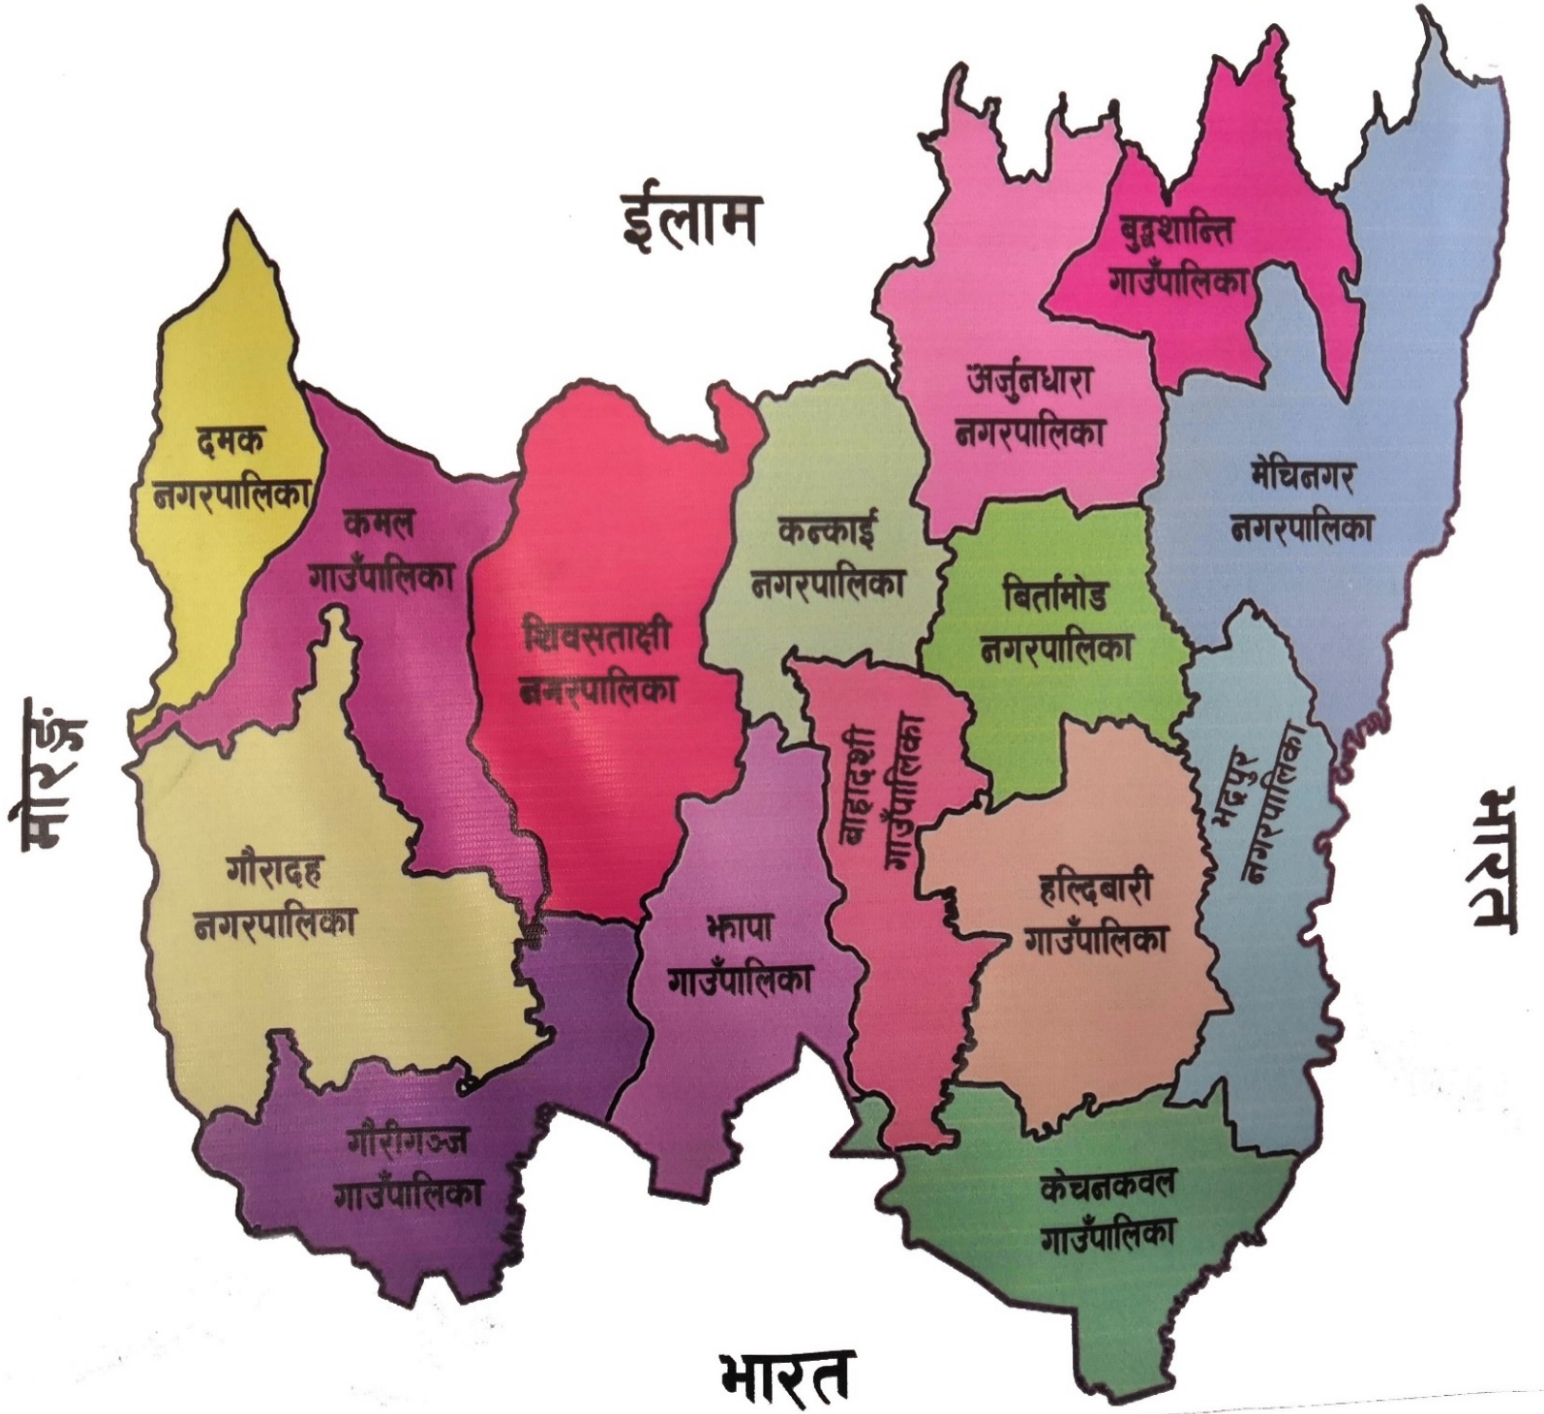 ईलाम
बुद्धशान्ति
गाउँपालिका
अर्जुनधारा
नगरपालिका
दमक
नगरपालिका
मेचिनगर
नगरपालिका
कमल
गाउँपालिका
कन्काई
नगरपालिका
बिर्तामोड
नगरपालिका
शिवसताक्षी
नगरपालिका
मोरङ
बाह्रदशी
गाउँपालिका
भद्रपुर
नगरपालिका
भारत
गौरादह
नगरपालिका
हल्दिबारी
गाउँपालिका
झापा
गाउँपालिका
गौरीगञ्ज
गाउँपालिका
केचनकवल
गाउँपालिका
भारत